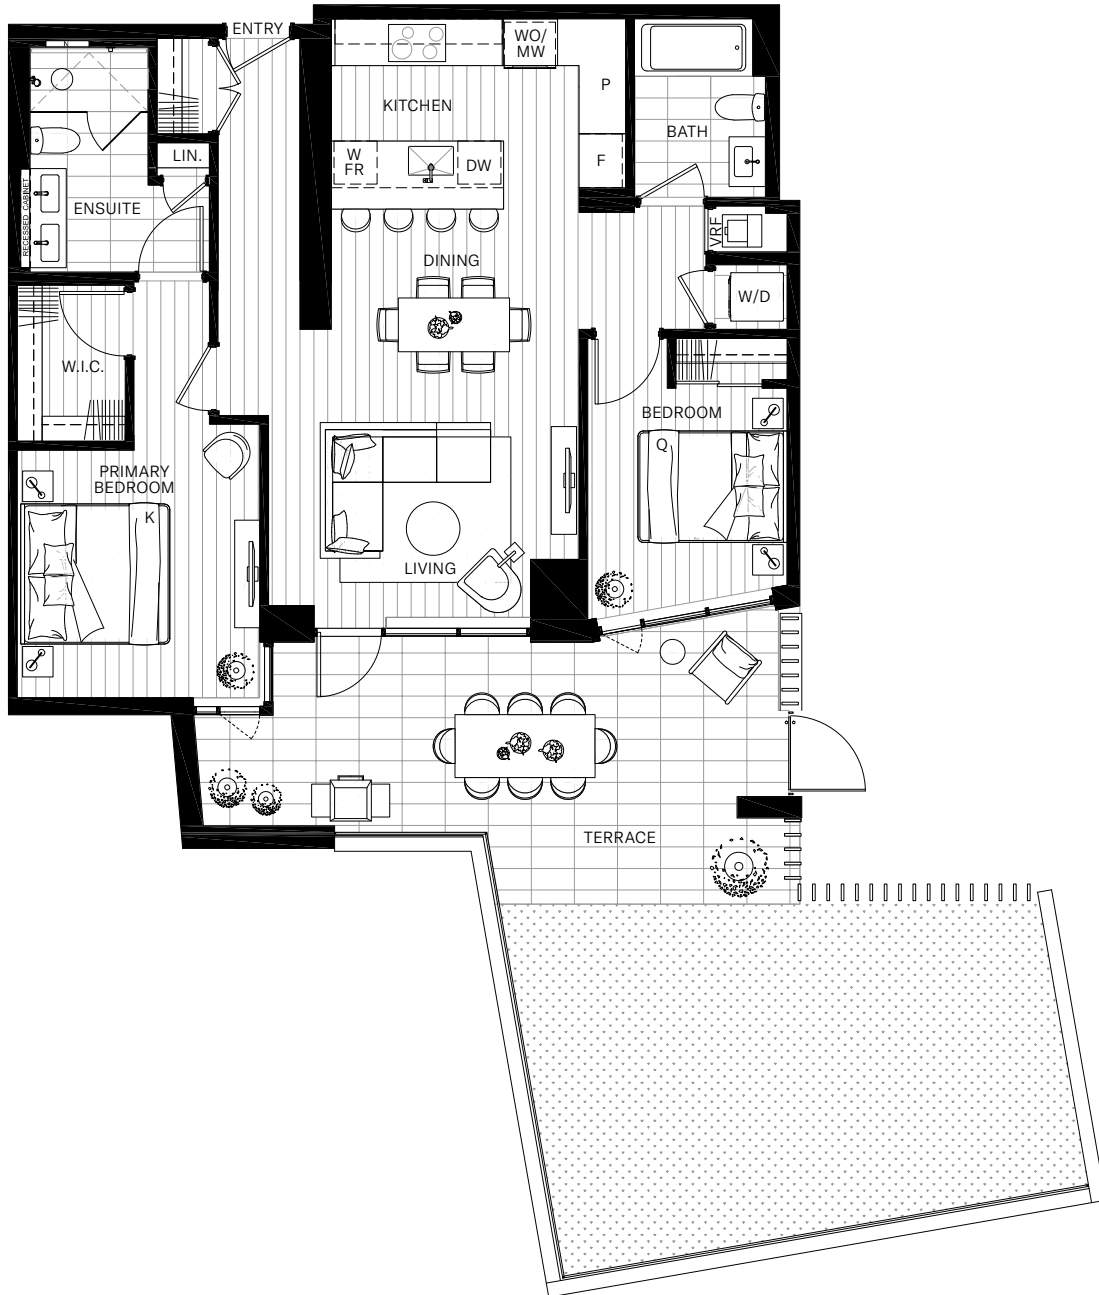 ENTRY
WO/
MW
KITCHEN
P
BATH
LIN.
W
FR
DW
F
RECESSED CABINET
ENSUITE
VRF
DINING
W/D
W.I.C.
BEDROOM
Q
PRIMARY
BEDROOM
K
LIVING
TERRACE